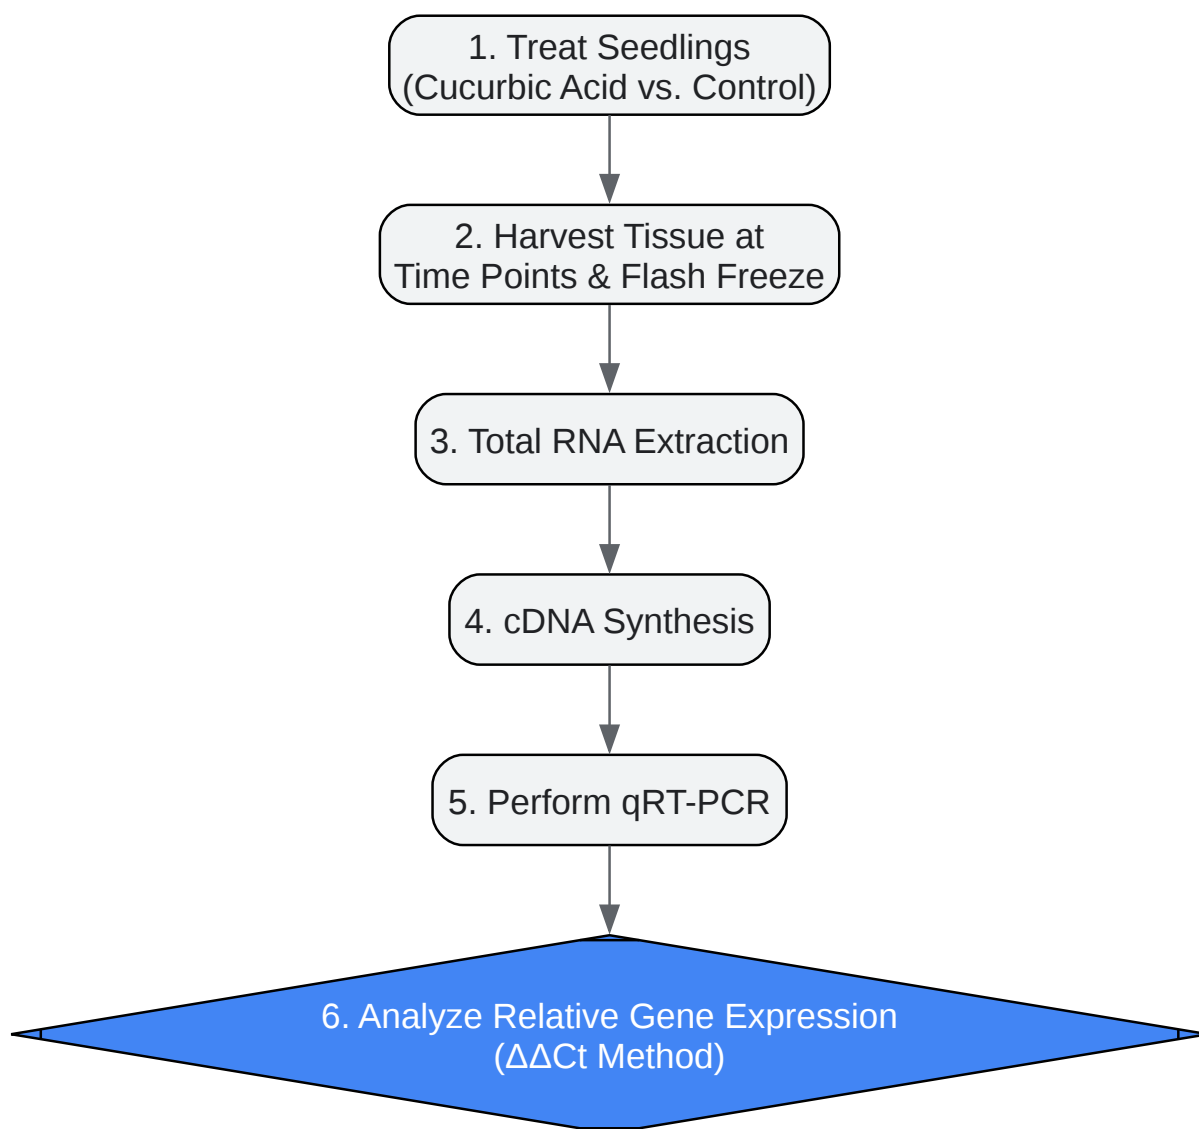 1. Treat Seedlings
(Cucurbic Acid vs. Control)
2. Harvest Tissue at
Time Points & Flash Freeze
3. Total RNA Extraction
4. cDNA Synthesis
5. Perform qRT-PCR
6. Analyze Relative Gene Expression
(ΔΔCt Method)